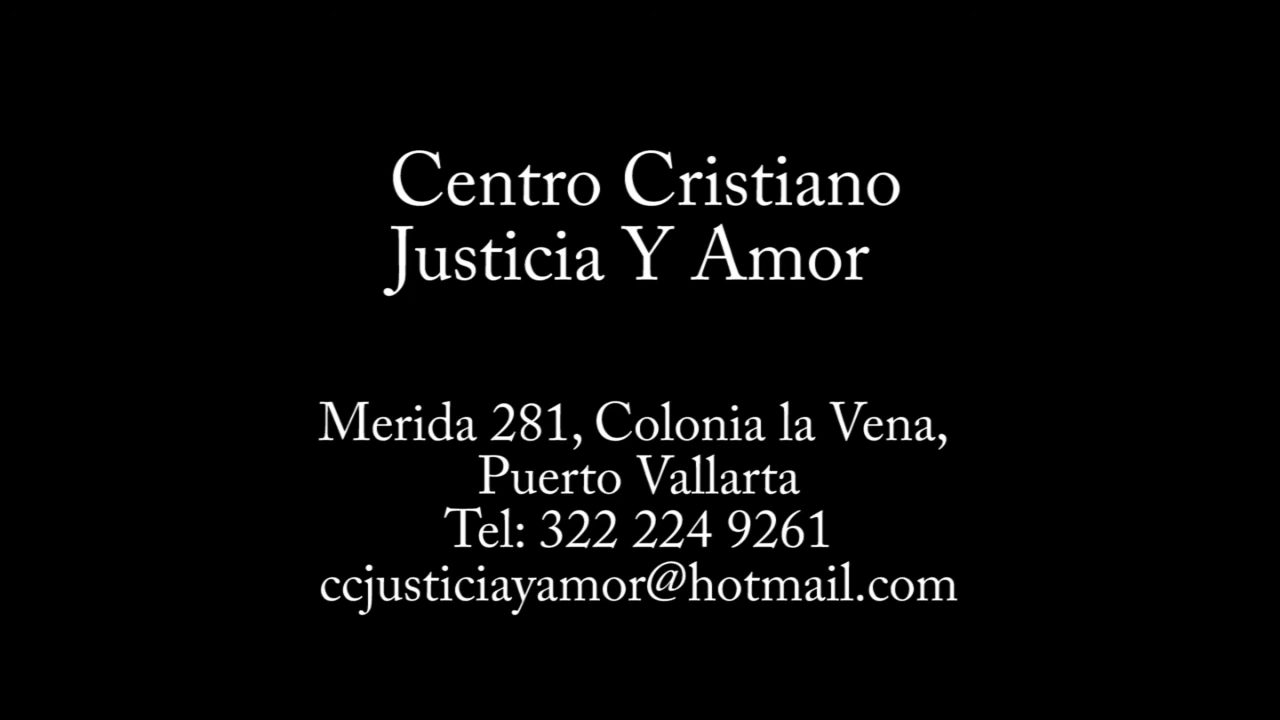 Centro Cristiano
Justicia Y Amor
Merida 281, Colonia la Vena,
Puerto Vallarta
Tel: 322 224 9261
ccjusticiayamor@hotmail.com